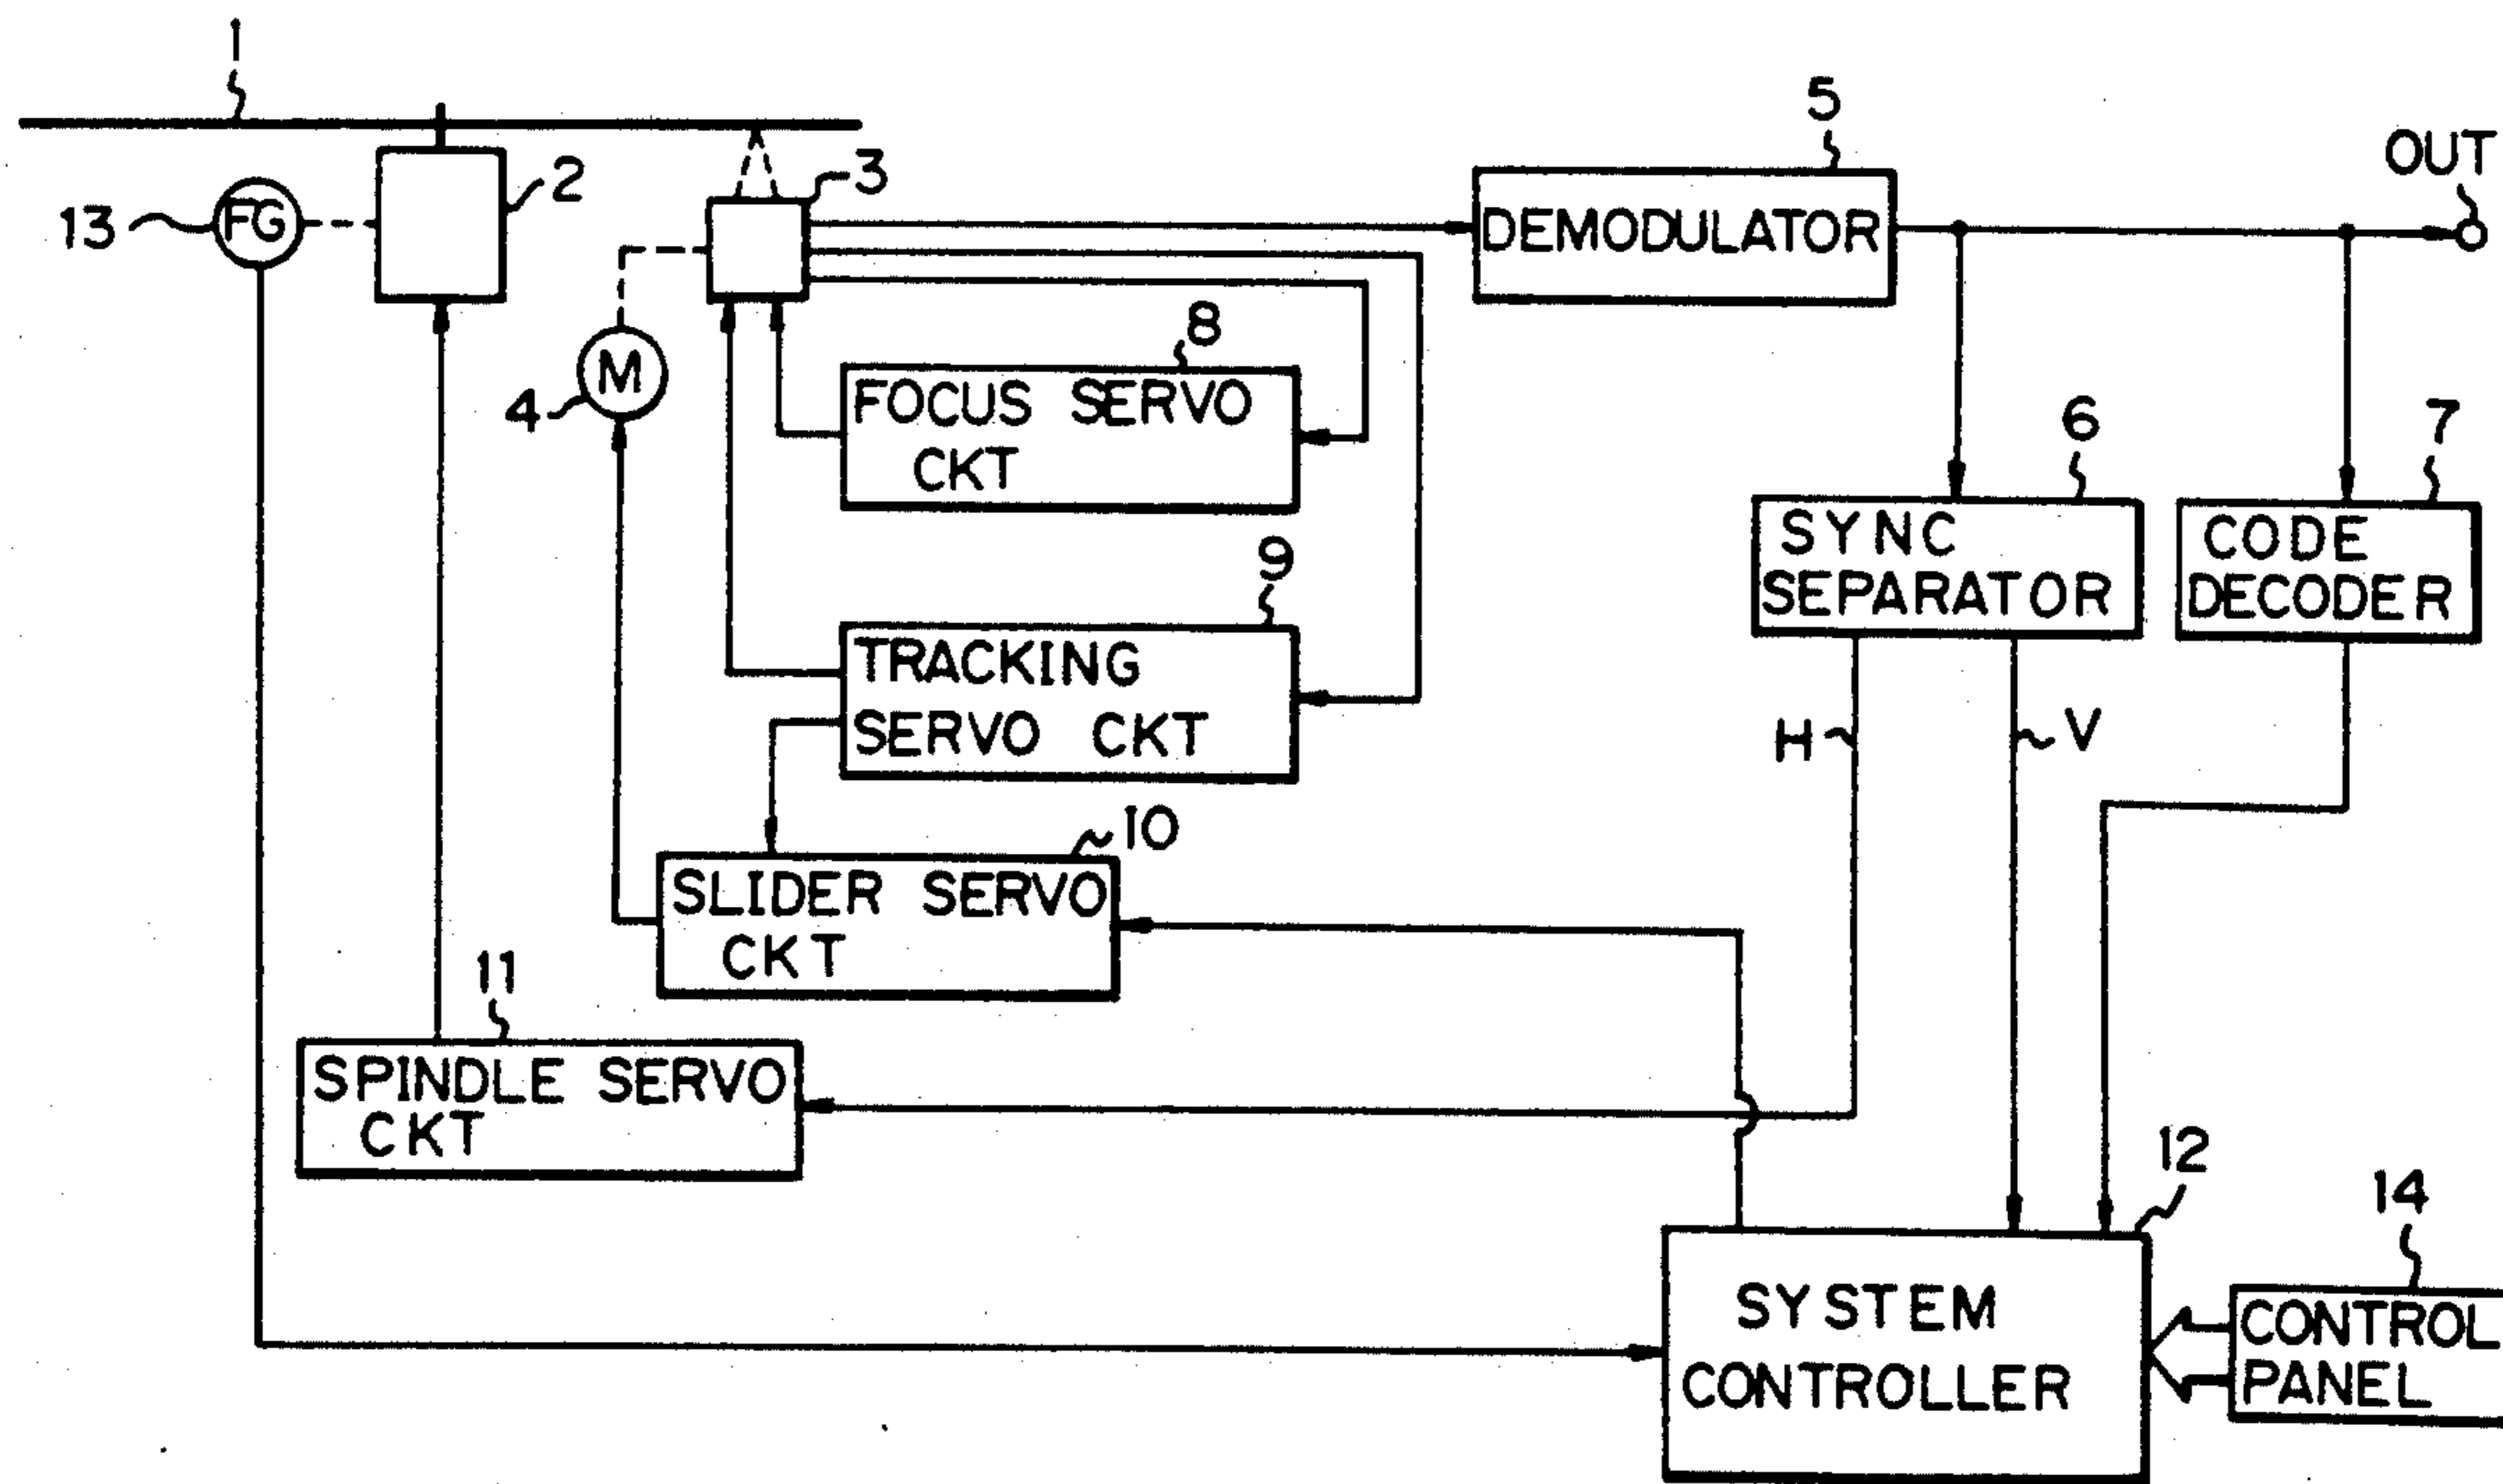 1
5
OUT
2
3
13
FG
DEMODULATOR
8
M
4
FOCUS SERVO
CKT
6
7
SYNC
SEPARATOR
CODE
DECODER
9
TRACKING
SERVO CKT
H
V
10
SLIDER SERVO
CKT
11
SPINDLE SERVO
CKT
12
14
SYSTEM
CONTROLLER
CONTROL
PANEL